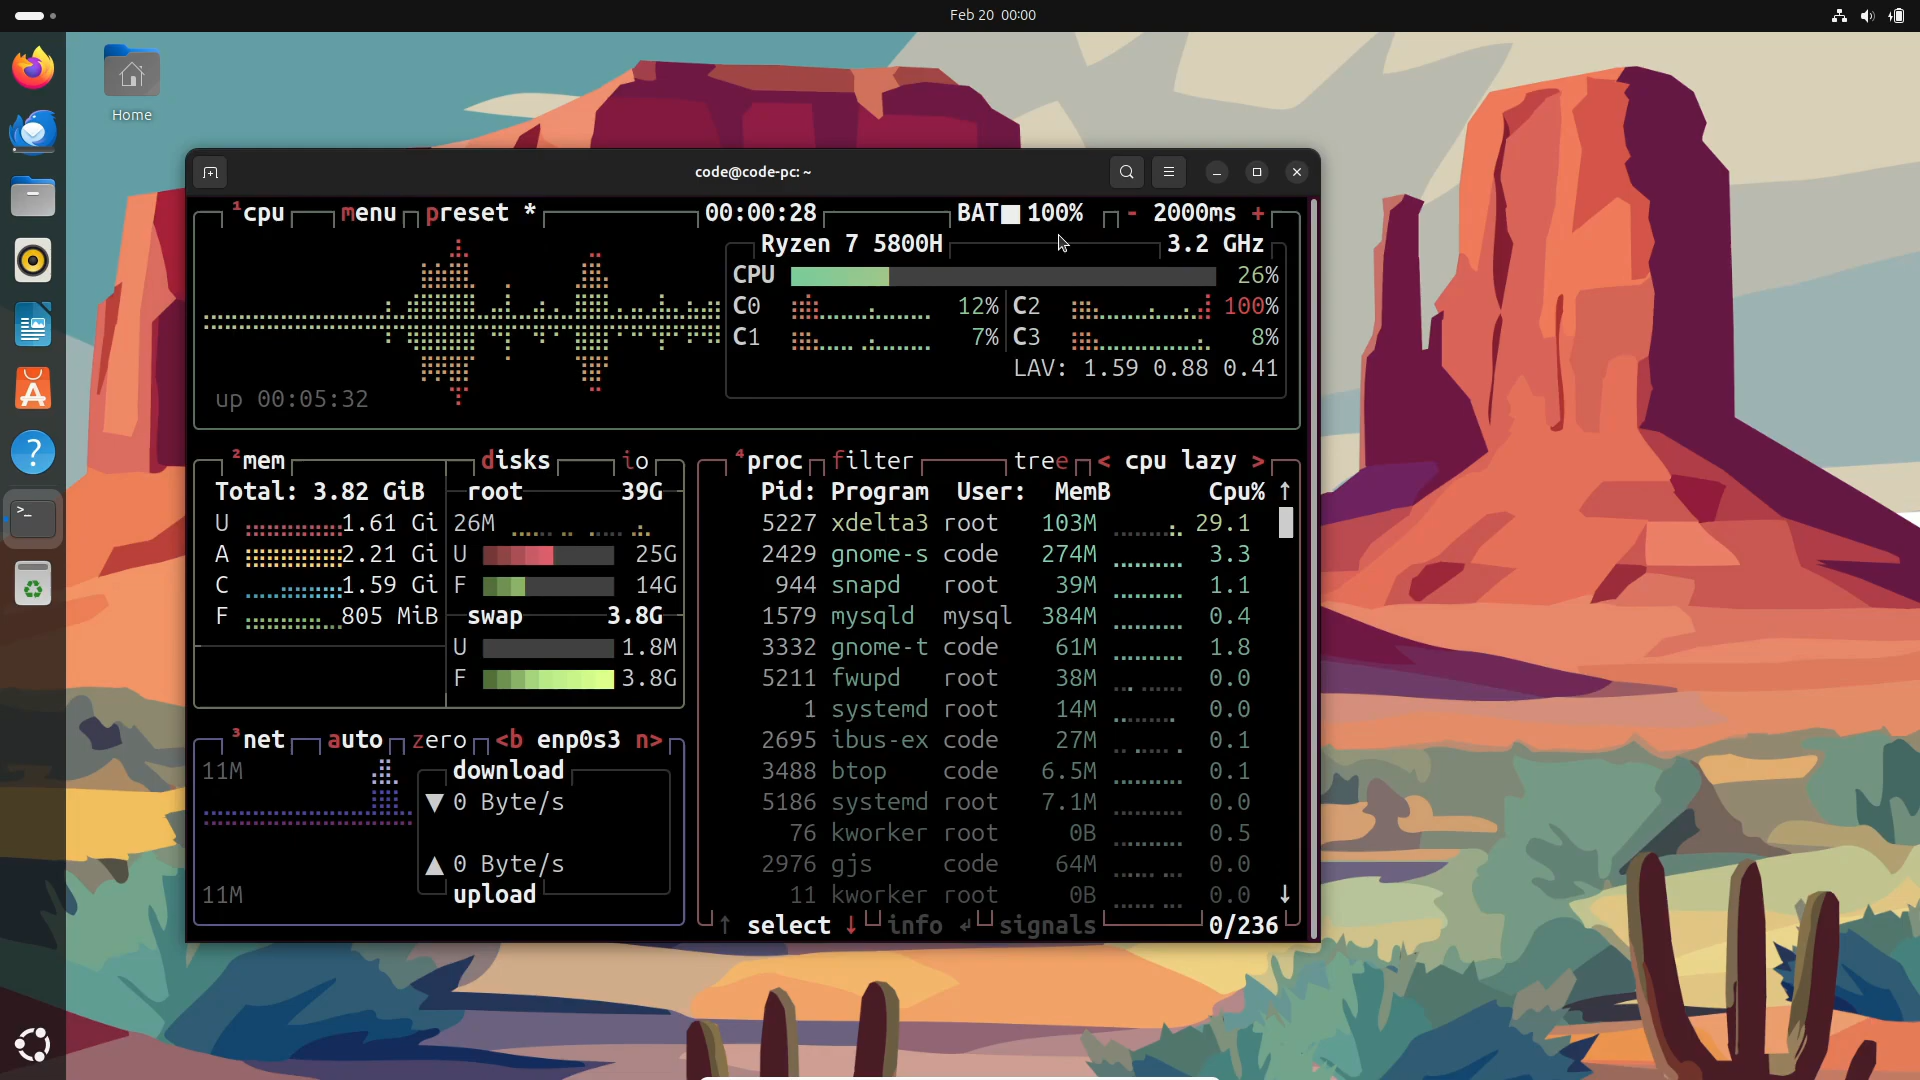 Feb 20 00:00
Home
code@code-pc: ~
¹cpu menu preset * 00:00:28 BAT 100% - 2000ms +
Ryzen 7 5800H 3.2 GHz
CPU 26%
C0 12% C2 100%
C1 7% C3 8%
LAV: 1.59 0.88 0.41
up 00:05:32
²mem disks io
Total: 3.82 GiB root 39G
U 1.61 Gi 26M
A 2.21 Gi U 25G
C 1.59 Gi F 14G
F 805 MiB swap 3.8G
U 1.8M
F 3.8G
³net auto zero <b enp0s3 n>
11M download
▼ 0 Byte/s
▲ 0 Byte/s
11M upload
⁴proc filter tree < cpu lazy >
Pid: Program User: MemB Cpu% ↑
5227 xdelta3 root 103M 29.1
2429 gnome-s code 274M 3.3
944 snapd root 39M 1.1
1579 mysqld mysql 384M 0.4
3332 gnome-t code 61M 1.8
5211 fwupd root 38M 0.0
1 systemd root 14M 0.0
2695 ibus-ex code 27M 0.1
3488 btop code 6.5M 0.1
5186 systemd root 7.1M 0.0
76 kworker root 0B 0.5
2976 gjs code 64M 0.0
11 kworker root 0B 0.0 ↓
↑ select ↓ info ↲ signals 0/236